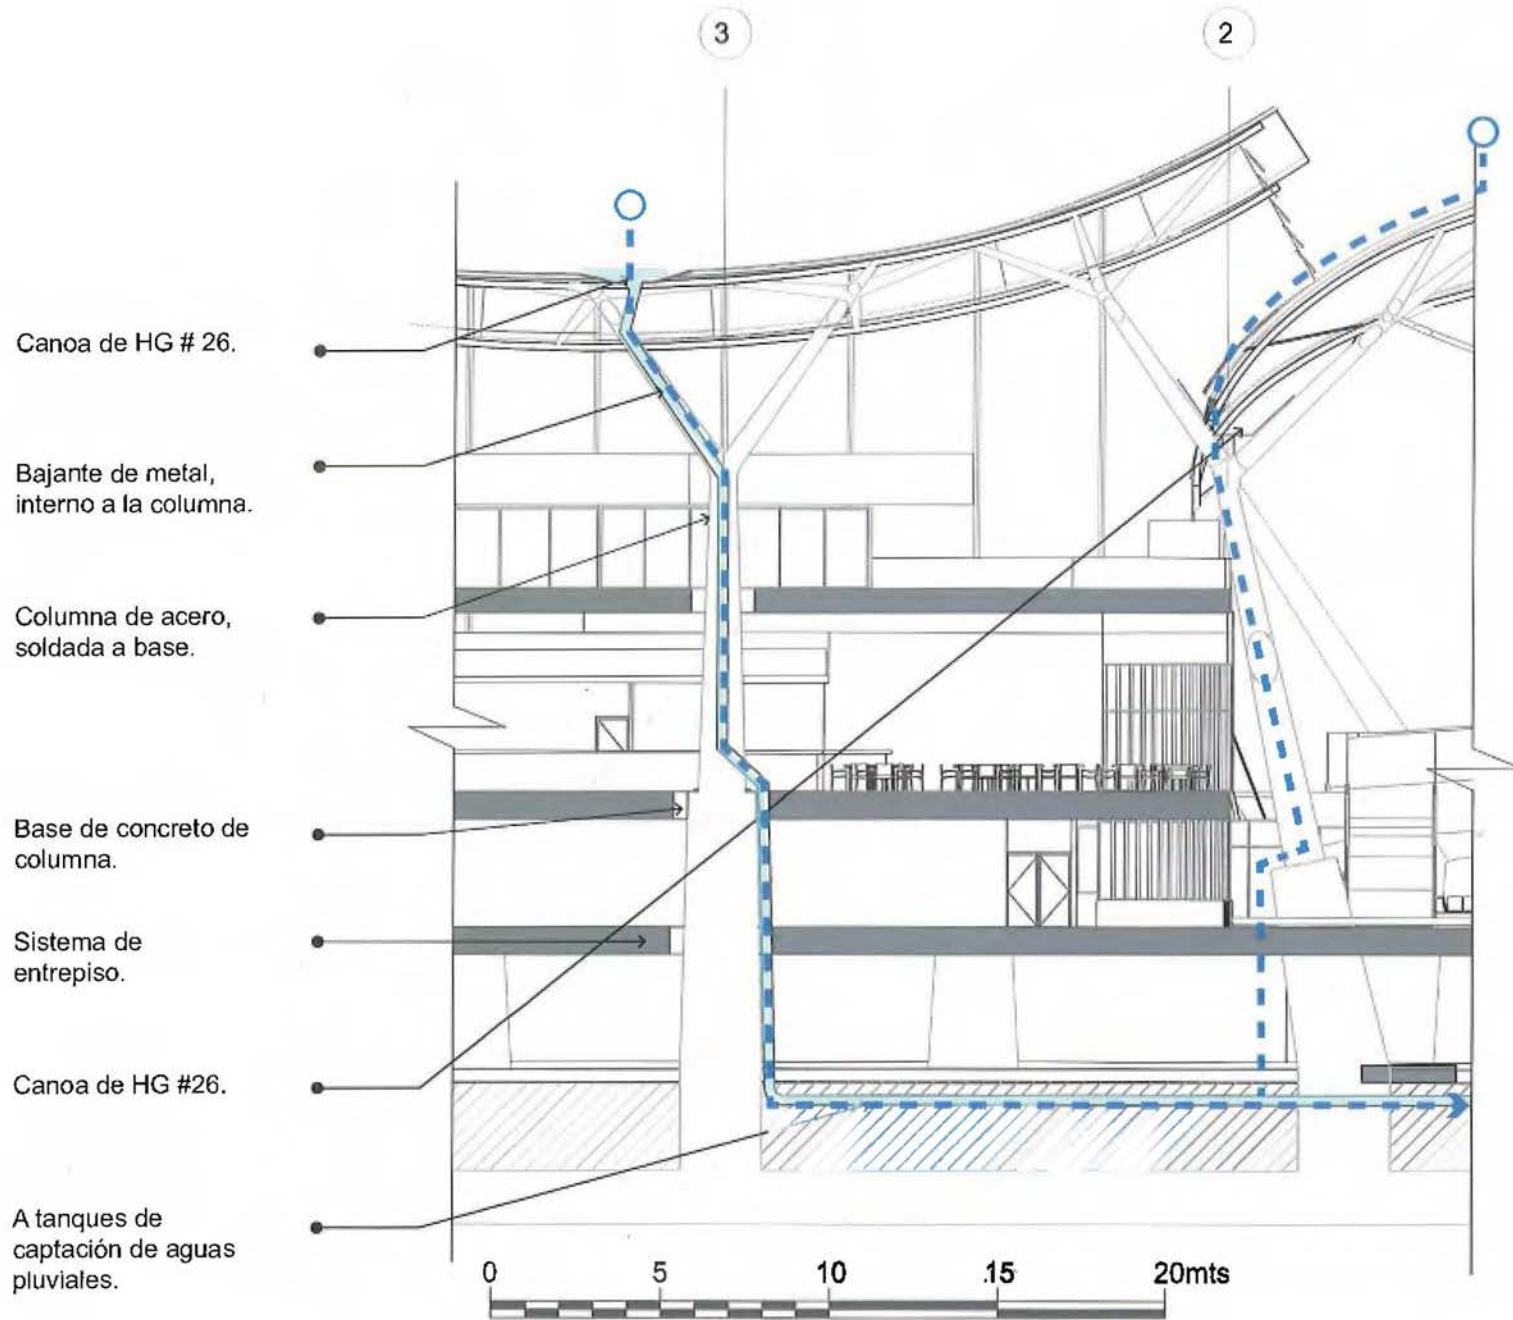 3
2
Canoa de HG # 26.
Bajante de metal,
interno a la columna.
Columna de acero,
soldada a base.
Base de concreto de
columna.
Sistema de
entrepiso.
Canoa de HG #26.
A tanques de
captación de aguas
pluviales.
0 5 10 15 20mts